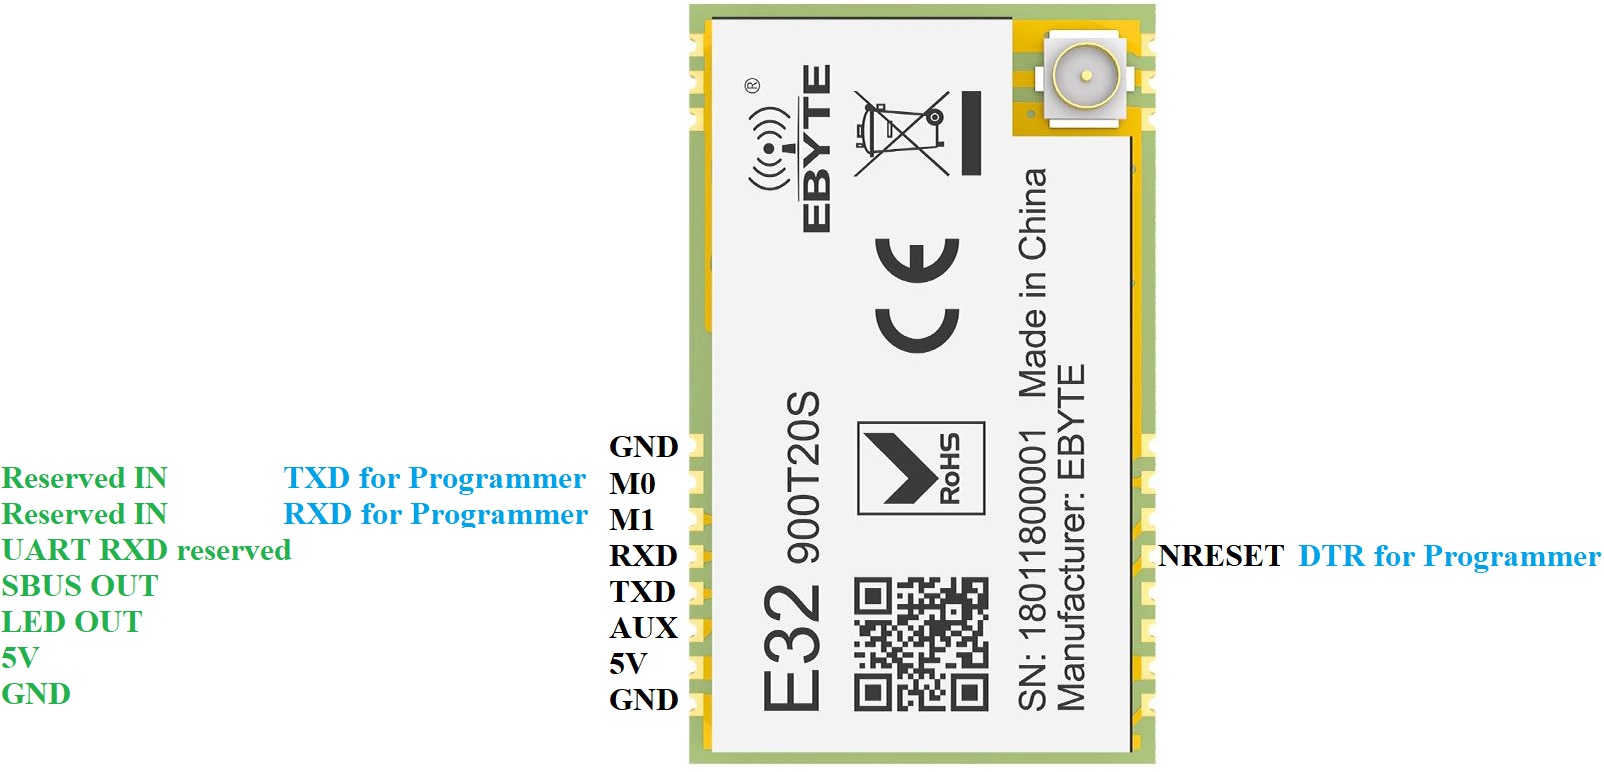 ®
EBYTE
CE
RoHS
E32 900T20S
SN: 1801180001 Made in China
Manufacturer: EBYTE
GND
Reserved IN TXD for Programmer M0
Reserved IN RXD for Programmer M1
UART RXD reserved RXD NRESET DTR for Programmer
SBUS OUT TXD
LED OUT AUX
5V 5V
GND GND